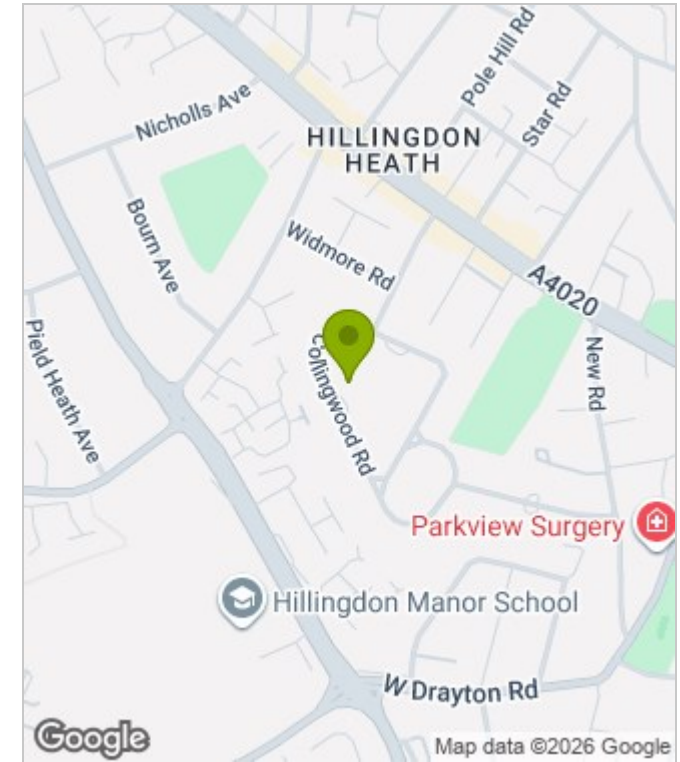 Pole Hill Rd
Star Rd
Nicholls Ave
HILLINGDON
HEATH
Bourn Ave
Widmore Rd
A4020
New Rd
Pield Heath Ave
Collingwood Rd
Parkview Surgery
Hillingdon Manor School
W Drayton Rd
Google
Map data ©2026 Google